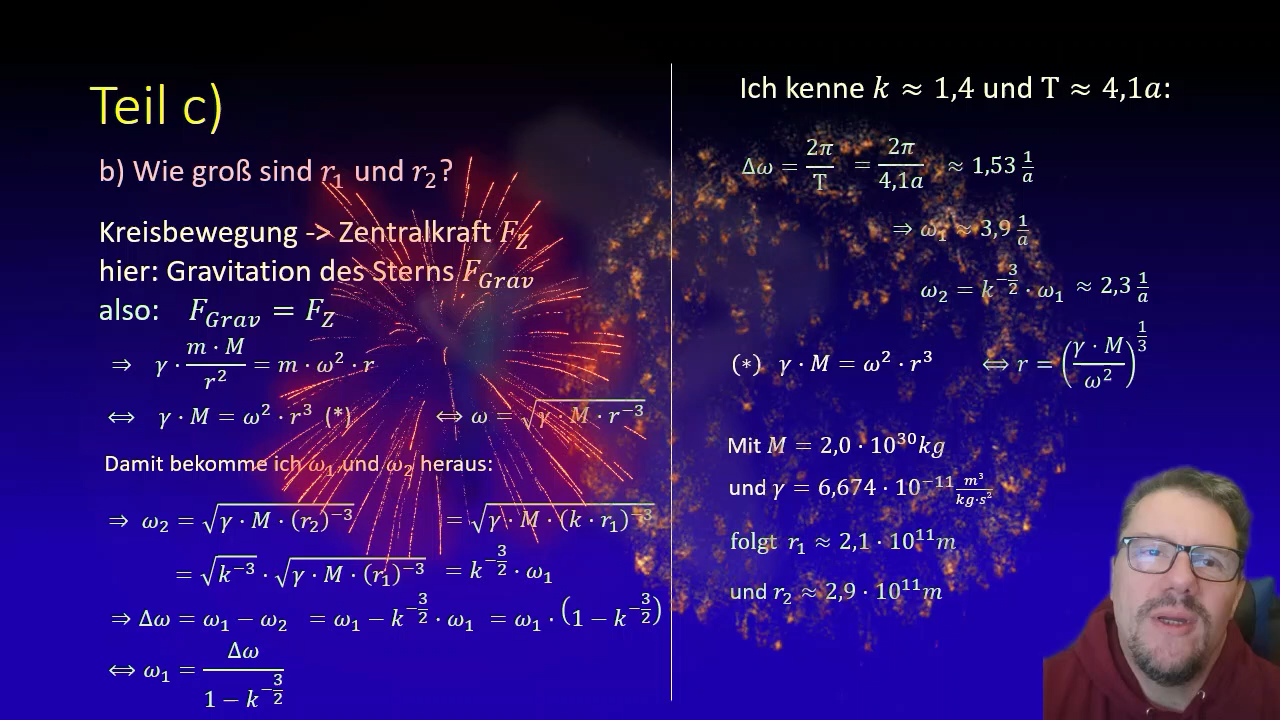 Teil c)
b) Wie groß sind r₁ und r₂?
Kreisbewegung -> Zentralkraft F_Z
hier: Gravitation des Sterns F_Grav
also: F_Grav = F_Z
⇒ γ · (m · M)/r² = m · ω² · r
⇔ γ · M = ω² · r³ (*) ⇔ ω = √(γ · M · r⁻³)
Damit bekomme ich ω₁ und ω₂ heraus:
⇒ ω₂ = √(γ · M · (r₂)⁻³) = √(γ · M · (k · r₁)⁻³)
= √(k⁻³) · √(γ · M · (r₁)⁻³) = k^(−3/2) · ω₁
⇒ Δω = ω₁ − ω₂ = ω₁ − k^(−3/2) · ω₁ = ω₁ · (1 − k^(−3/2))
⇔ ω₁ = Δω/(1 − k^(−3/2))
Ich kenne k ≈ 1,4 und T ≈ 4,1a:
Δω = 2π/T = 2π/4,1a ≈ 1,53 1/a
⇒ ω₁ ≈ 3,9 1/a
ω₂ = k^(−3/2) · ω₁ ≈ 2,3 1/a
(*) γ · M = ω² · r³ ⇔ r = (γ · M/ω²)^(1/3)
Mit M = 2,0 · 10³⁰kg
und γ = 6,674 · 10⁻¹¹ m³/(kg·s²)
folgt r₁ ≈ 2,1 · 10¹¹m
und r₂ ≈ 2,9 · 10¹¹m